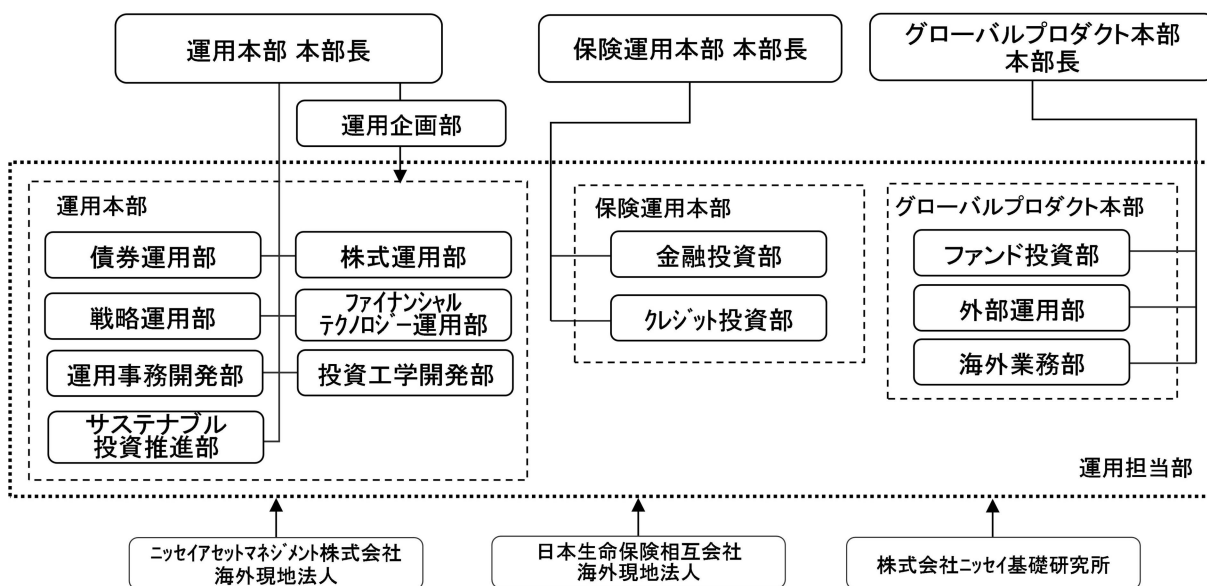 運用本部 本部長
保険運用本部 本部長
グローバルプロダクト本部
本部長
運用企画部
運用本部
債券運用部
株式運用部
戦略運用部
ファイナンシャル
テクノロジー運用部
運用事務開発部
投資工学開発部
サステナブル
投資推進部
保険運用本部
金融投資部
クレジット投資部
グローバルプロダクト本部
ファンド投資部
外部運用部
海外業務部
運用担当部
ニッセイアセットマネジメント株式会社
海外現地法人
日本生命保険相互会社
海外現地法人
株式会社ニッセイ基礎研究所